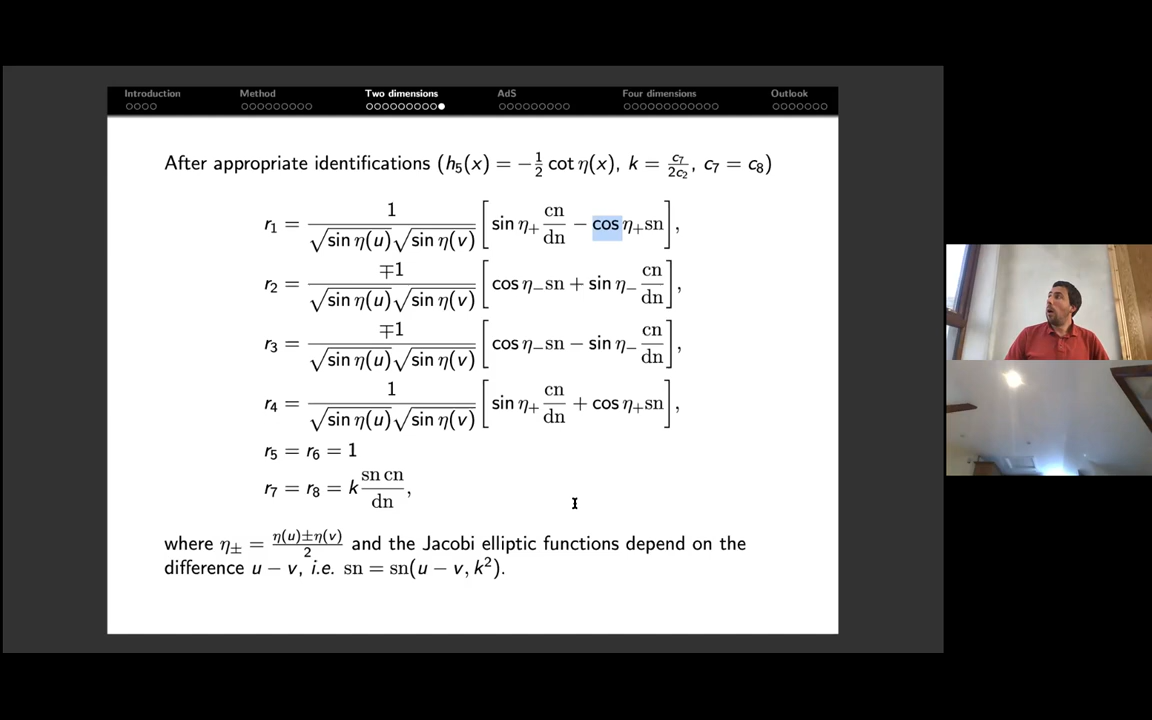 Introduction Method Two dimensions AdS Four dimensions Outlook
After appropriate identifications (h₅(x) = −½ cot η(x), k = c₇/2c₂, c₇ = c₈)
r₁ = 1/(√sin η(u) √sin η(v)) [sin η₊ cn/dn − cos η₊sn],
r₂ = ∓1/(√sin η(u) √sin η(v)) [cos η₋sn + sin η₋ cn/dn],
r₃ = ∓1/(√sin η(u) √sin η(v)) [cos η₋sn − sin η₋ cn/dn],
r₄ = 1/(√sin η(u) √sin η(v)) [sin η₊ cn/dn + cos η₊sn],
r₅ = r₆ = 1
r₇ = r₈ = k sn cn/dn,
where η± = (η(u)±η(v))/2 and the Jacobi elliptic functions depend on the
difference u − v, i.e. sn = sn(u − v, k²).